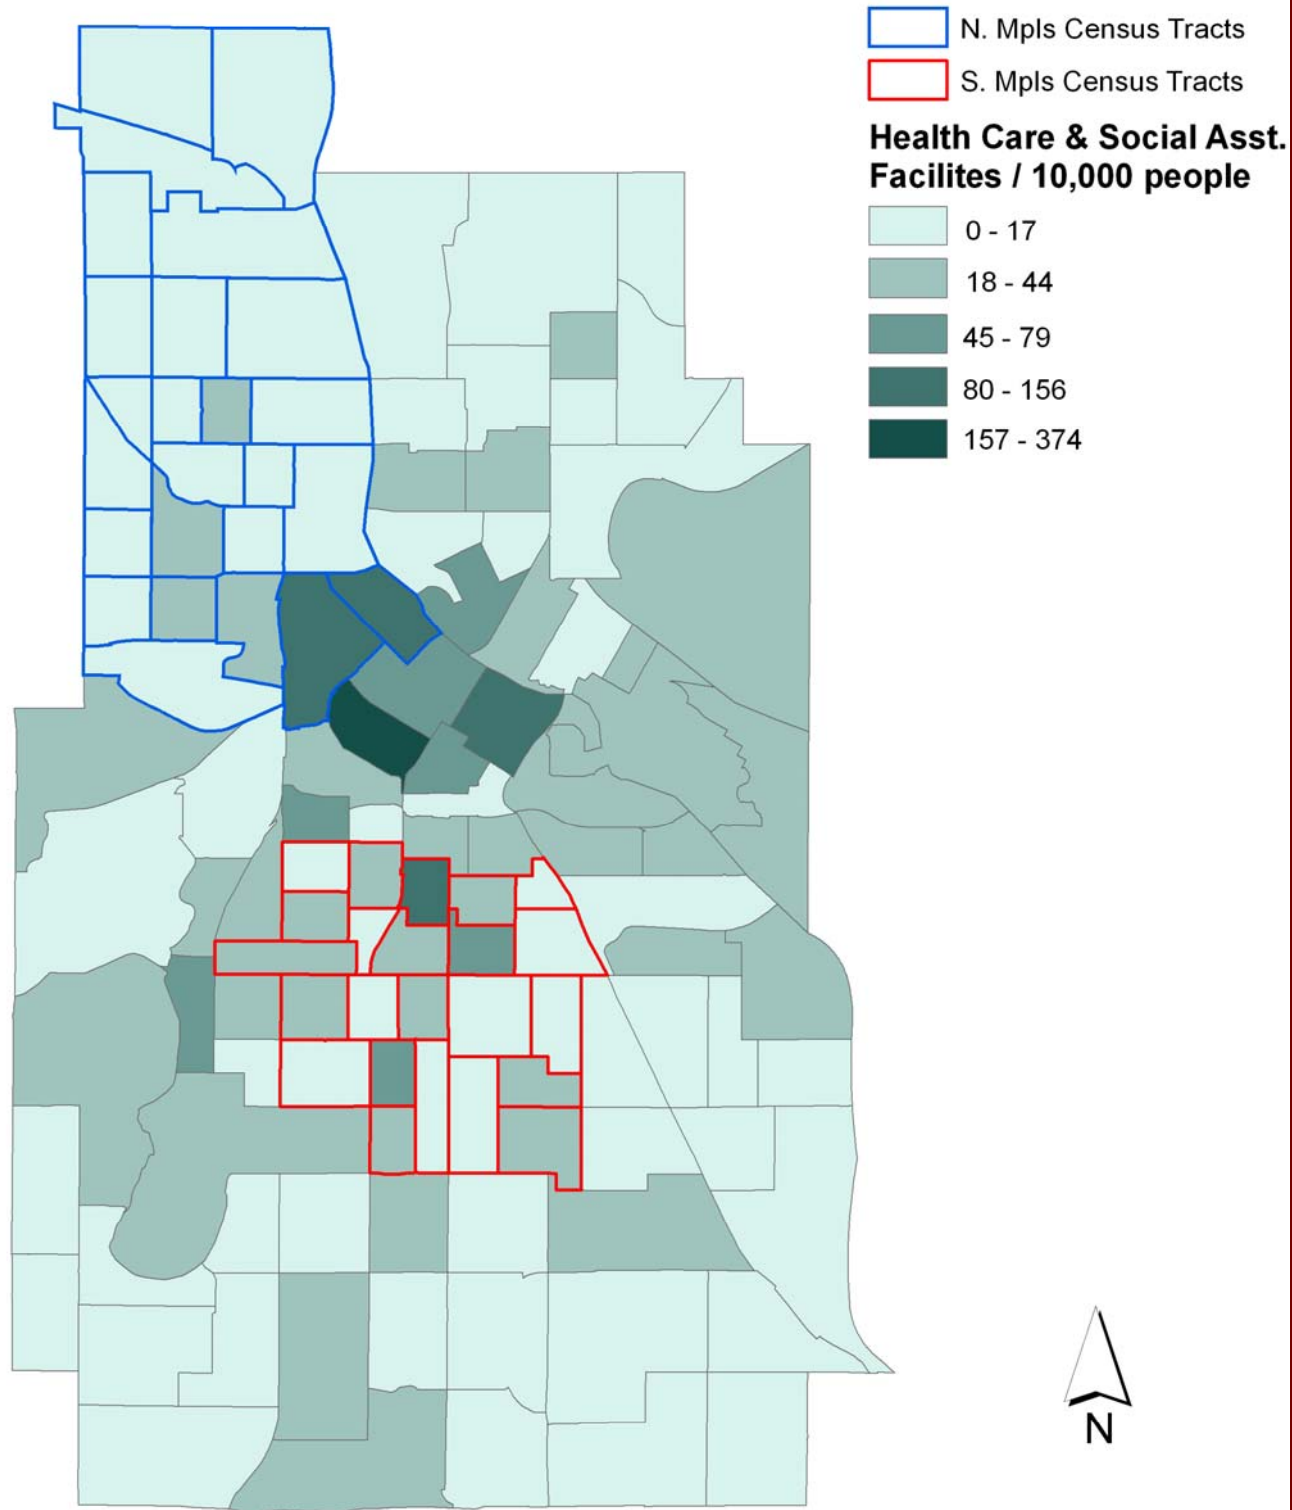 N. Mpls Census Tracts
S. Mpls Census Tracts
Health Care & Social Asst.
Facilites / 10,000 people
0 - 17
18 - 44
45 - 79
80 - 156
157 - 374
N